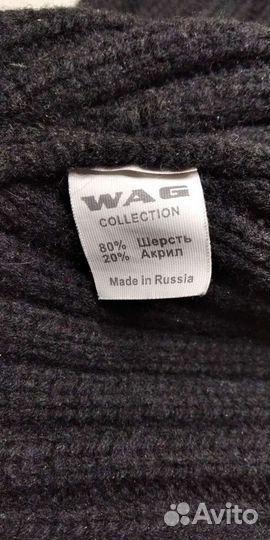 WAG
COLLECTION
80% Шерсть
20% Акрил
Made in Russia
Avito